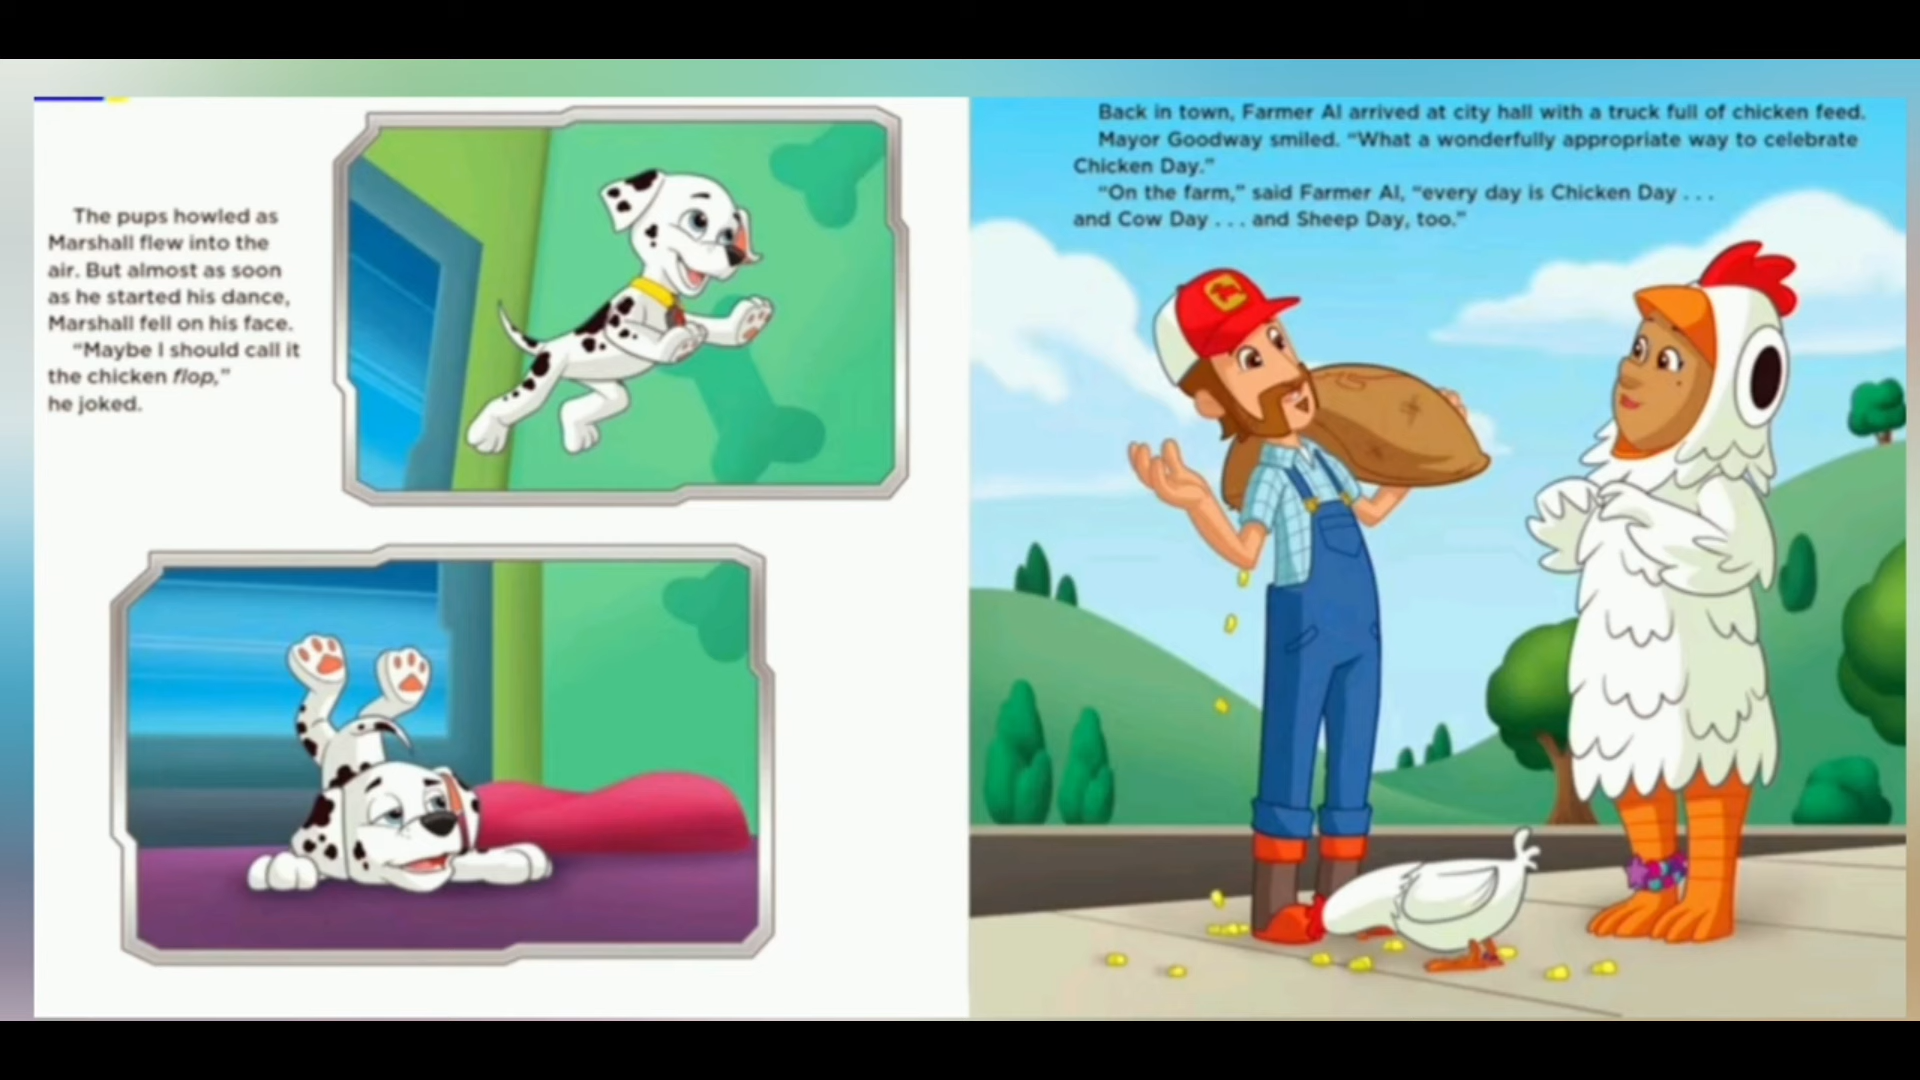 The pups howled as
Marshall flew into the
air. But almost as soon
as he started his dance,
Marshall fell on his face.
“Maybe I should call it
the chicken flop,”
he joked.
Back in town, Farmer Al arrived at city hall with a truck full of chicken feed.
Mayor Goodway smiled. “What a wonderfully appropriate way to celebrate
Chicken Day.”
“On the farm,” said Farmer Al, “every day is Chicken Day . . .
and Cow Day . . . and Sheep Day, too.”